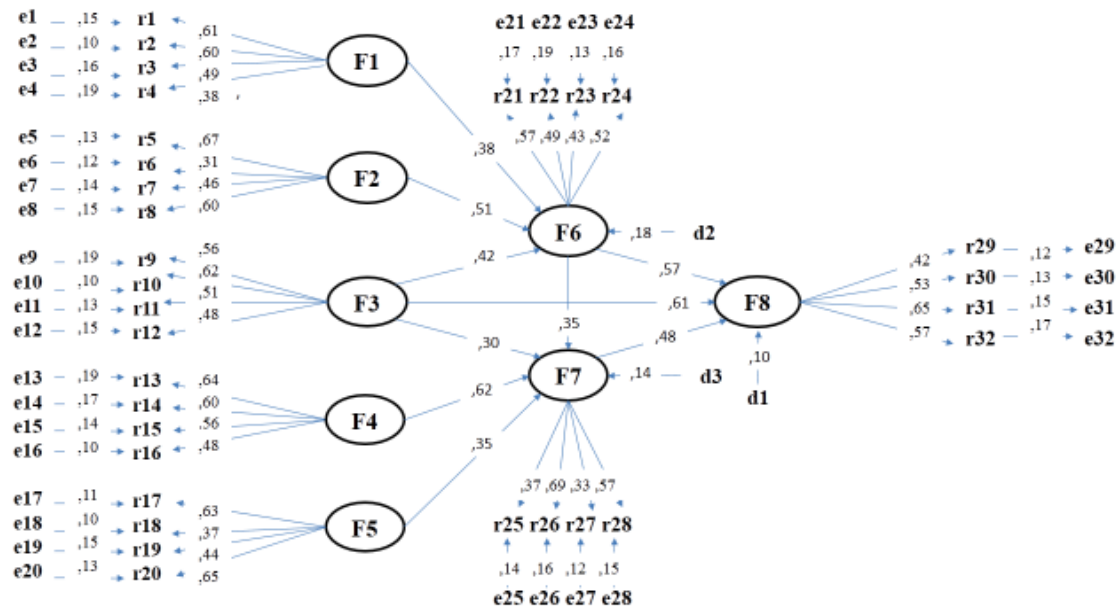 e1 ,15 r1 ,61
e2 ,10 r2 ,60
e3 ,16 r3 ,49
e4 ,19 r4 ,38 ,
F1
e21 e22 e23 e24
,17 ,19 ,13 ,16
r21 r22 r23 r24
,57 ,49 ,43 ,52
e5 ,13 r5 ,67
e6 ,12 r6 ,31
e7 ,14 r7 ,46
e8 ,15 r8 ,60
F2
,38
,51
F6 ,18 d2
e9 ,19 r9 ,56
e10 ,10 r10 ,62
e11 ,13 r11 ,51
e12 ,15 r12 ,48
F3
,42
,57
,61
F8
,35
,30
,48
,10
d1
,42 r29 ,12 e29
,53 r30 ,13 e30
,65 r31 ,15 e31
,57 r32 ,17 e32
F7 ,14 d3
e13 ,19 r13 ,64
e14 ,17 r14 ,60
e15 ,14 r15 ,56
e16 ,10 r16 ,48
F4
,62
,35
e17 ,11 r17 ,63
e18 ,10 r18 ,37
e19 ,15 r19 ,44
e20 ,13 r20 ,65
F5
,37 ,69 ,33 ,57
r25 r26 r27 r28
,14 ,16 ,12 ,15
e25 e26 e27 e28